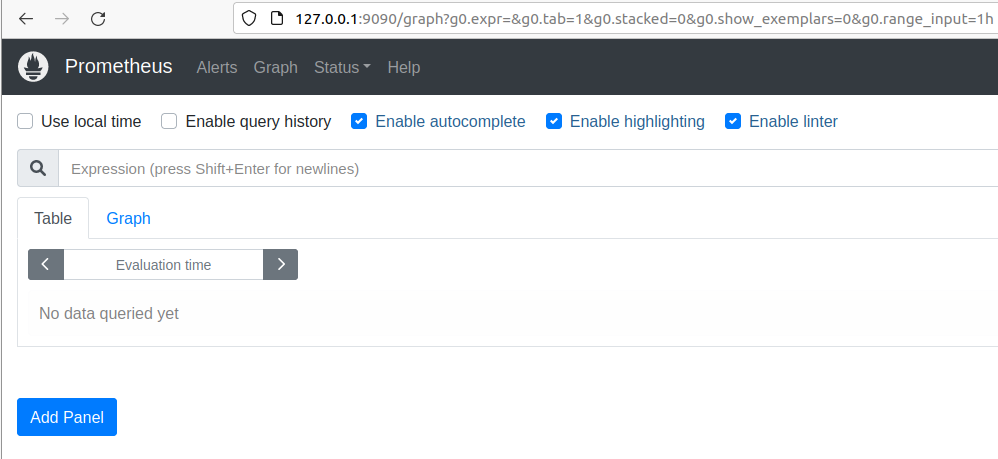 127.0.0.1:9090/graph?g0.expr=&g0.tab=1&g0.stacked=0&g0.show_exemplars=0&g0.range_input=1h
Prometheus Alerts Graph Status Help
Use local time Enable query history Enable autocomplete Enable highlighting Enable linter
Expression (press Shift+Enter for newlines)
Table Graph
Evaluation time
No data queried yet
Add Panel